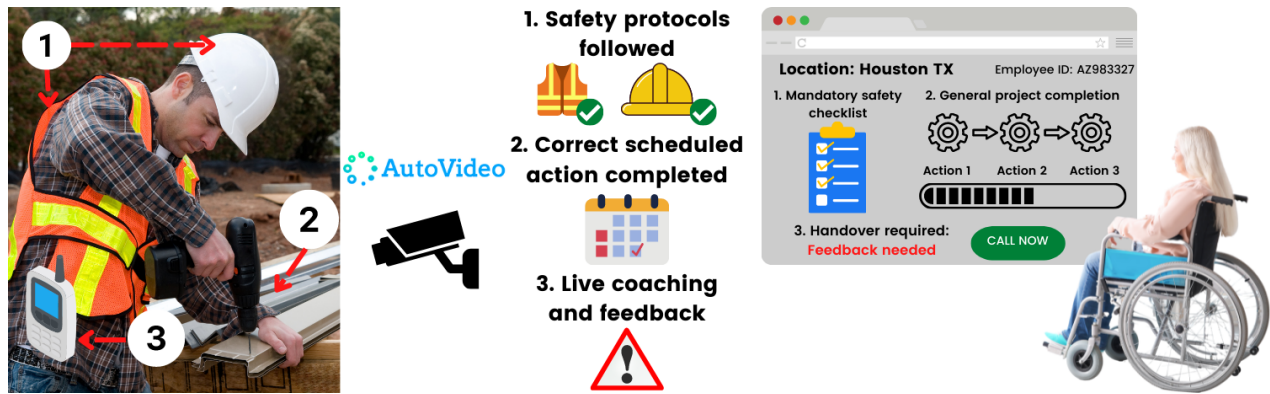 1
2
3
AutoVideo
1. Safety protocols
followed
2. Correct scheduled
action completed
3. Live coaching
and feedback
Location: Houston TX
Employee ID: AZ983327
1. Mandatory safety
checklist
2. General project completion
Action 1
Action 2
Action 3
3. Handover required:
Feedback needed
CALL NOW